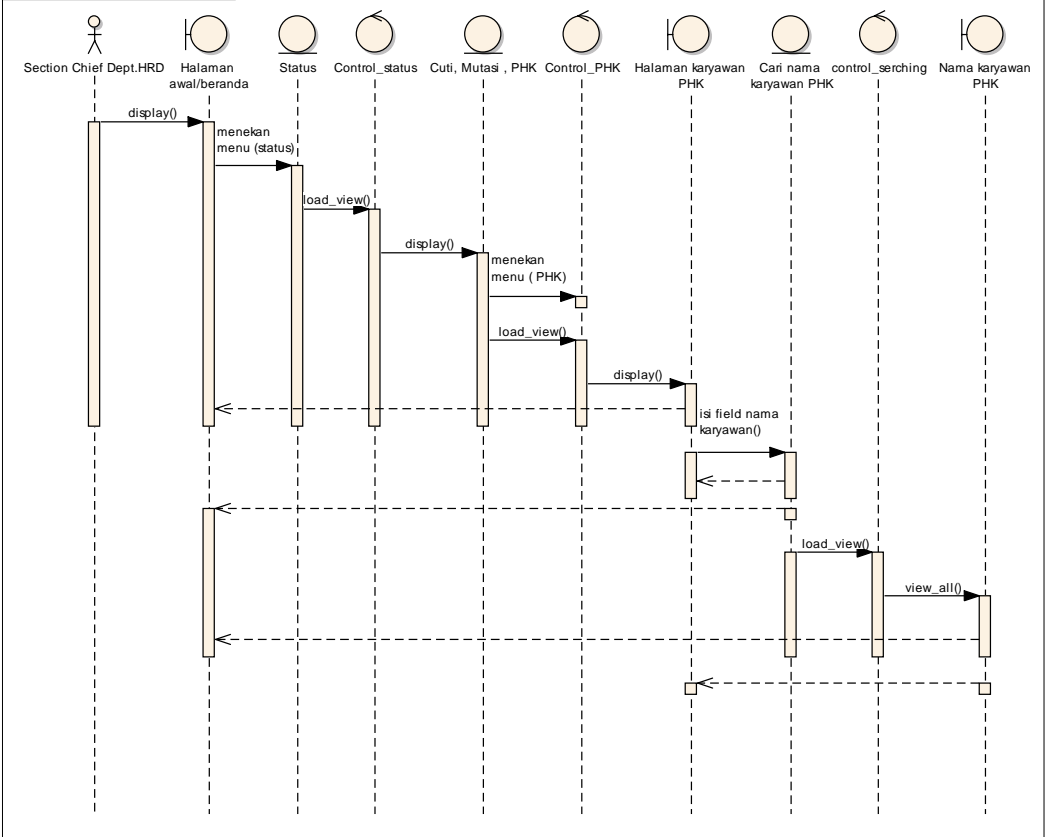 Section Chief Dept.HRD
Halaman
awal/beranda
Status
Control_status
Cuti, Mutasi , PHK
Control_PHK
Halaman karyawan
PHK
Cari nama
karyawan PHK
control_serching
Nama karyawan
PHK
display()
menekan
menu (status)
load_view()
display()
menekan
menu ( PHK)
load_view()
display()
isi field nama
karyawan()
load_view()
view_all()